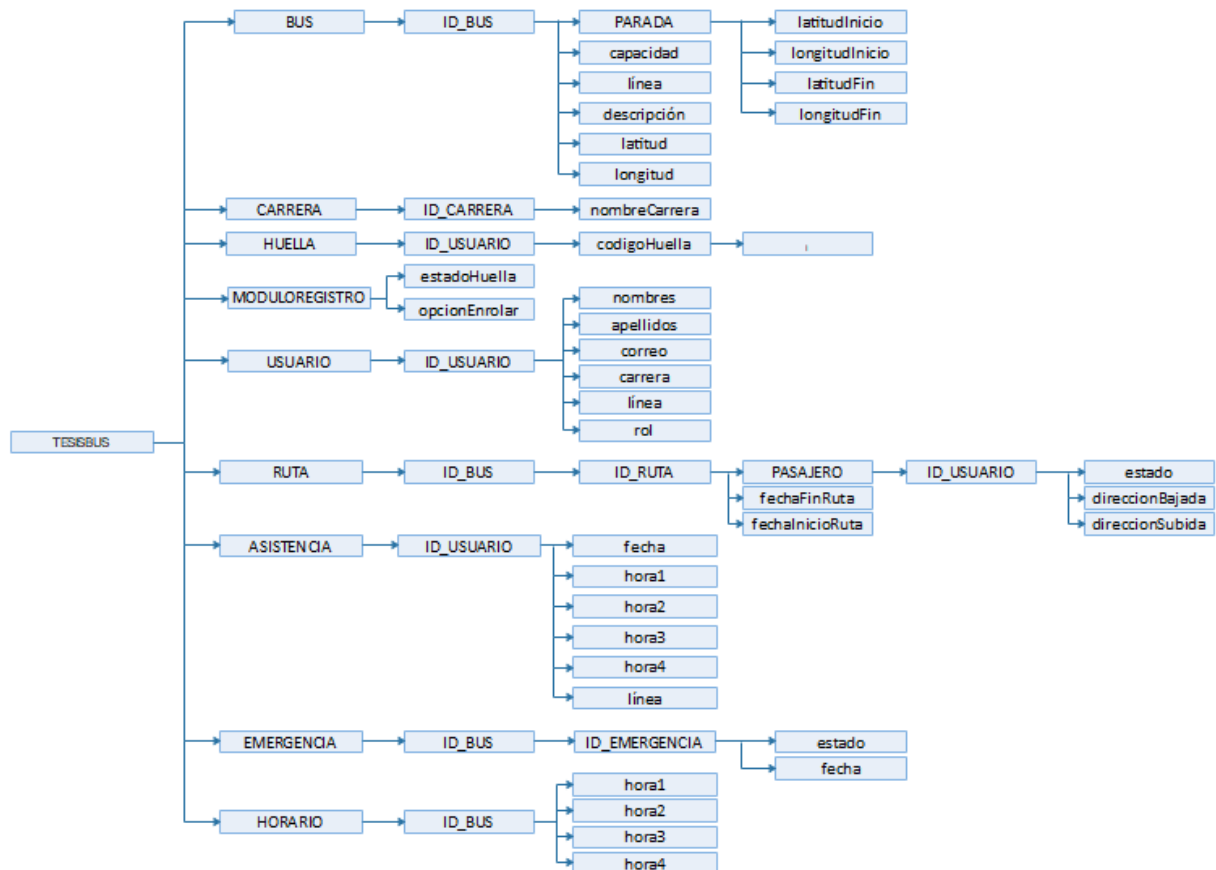 BUS ID_BUS PARADA latitudInicio
capacidad longitudInicio
línea latitudFin
descripción longitudFin
latitud
longitud
CARRERA ID_CARRERA nombreCarrera
HUELLA ID_USUARIO codigoHuella
estadoHuella
MODULOREGISTRO
opcionEnrolar
nombres
apellidos
correo
USUARIO ID_USUARIO
carrera
línea
rol
TESISBUS
RUTA ID_BUS ID_RUTA PASAJERO ID_USUARIO estado
fechaFinRuta direccionBajada
fechaInicioRuta direccionSubida
ASISTENCIA ID_USUARIO fecha
hora1
hora2
hora3
hora4
línea
EMERGENCIA ID_BUS ID_EMERGENCIA estado
fecha
hora1
hora2
HORARIO ID_BUS
hora3
hora4